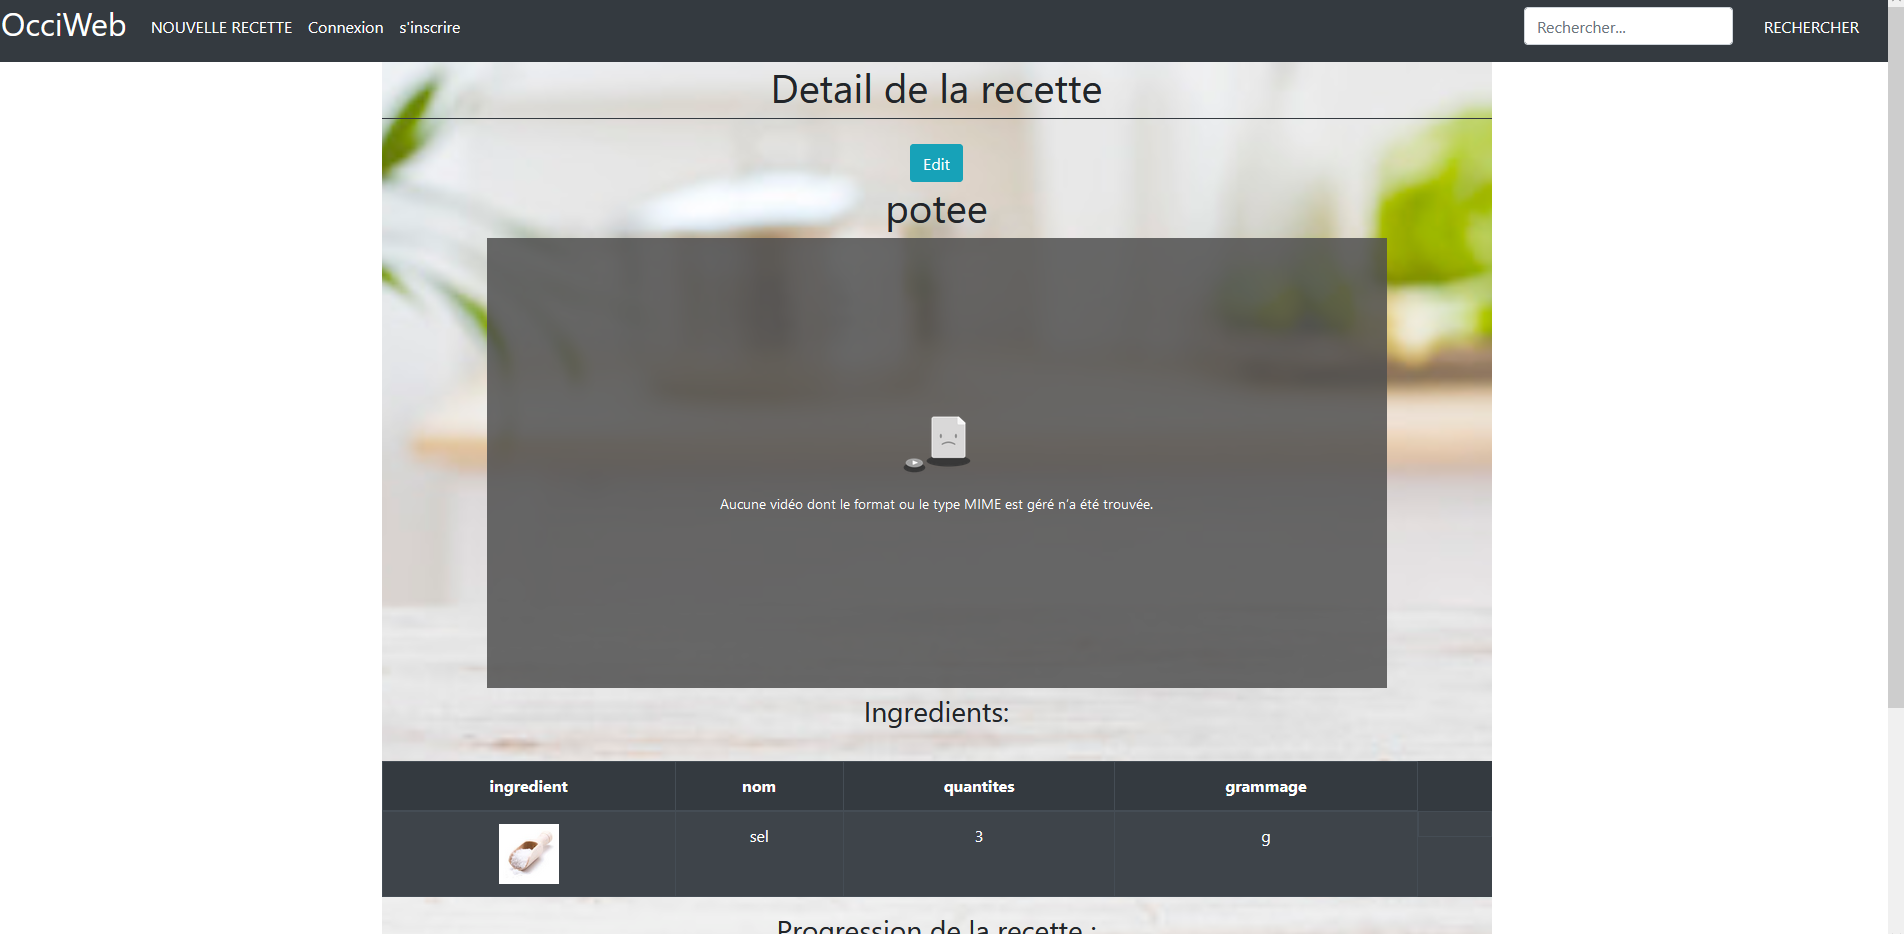 OcciWeb NOUVELLE RECETTE Connexion s'inscrire Rechercher... RECHERCHER
Detail de la recette
Edit
potee
Aucune vidéo dont le format ou le type MIME est géré n'a été trouvée.
Ingredients:
ingredient nom quantites grammage
sel 3 g
Progression de la recette :